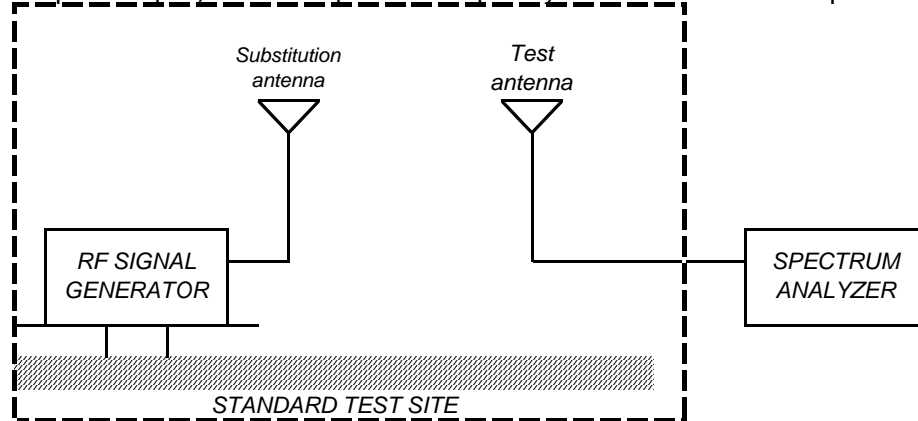 Substitution
antenna
Test
antenna
RF SIGNAL
GENERATOR
SPECTRUM
ANALYZER
STANDARD TEST SITE